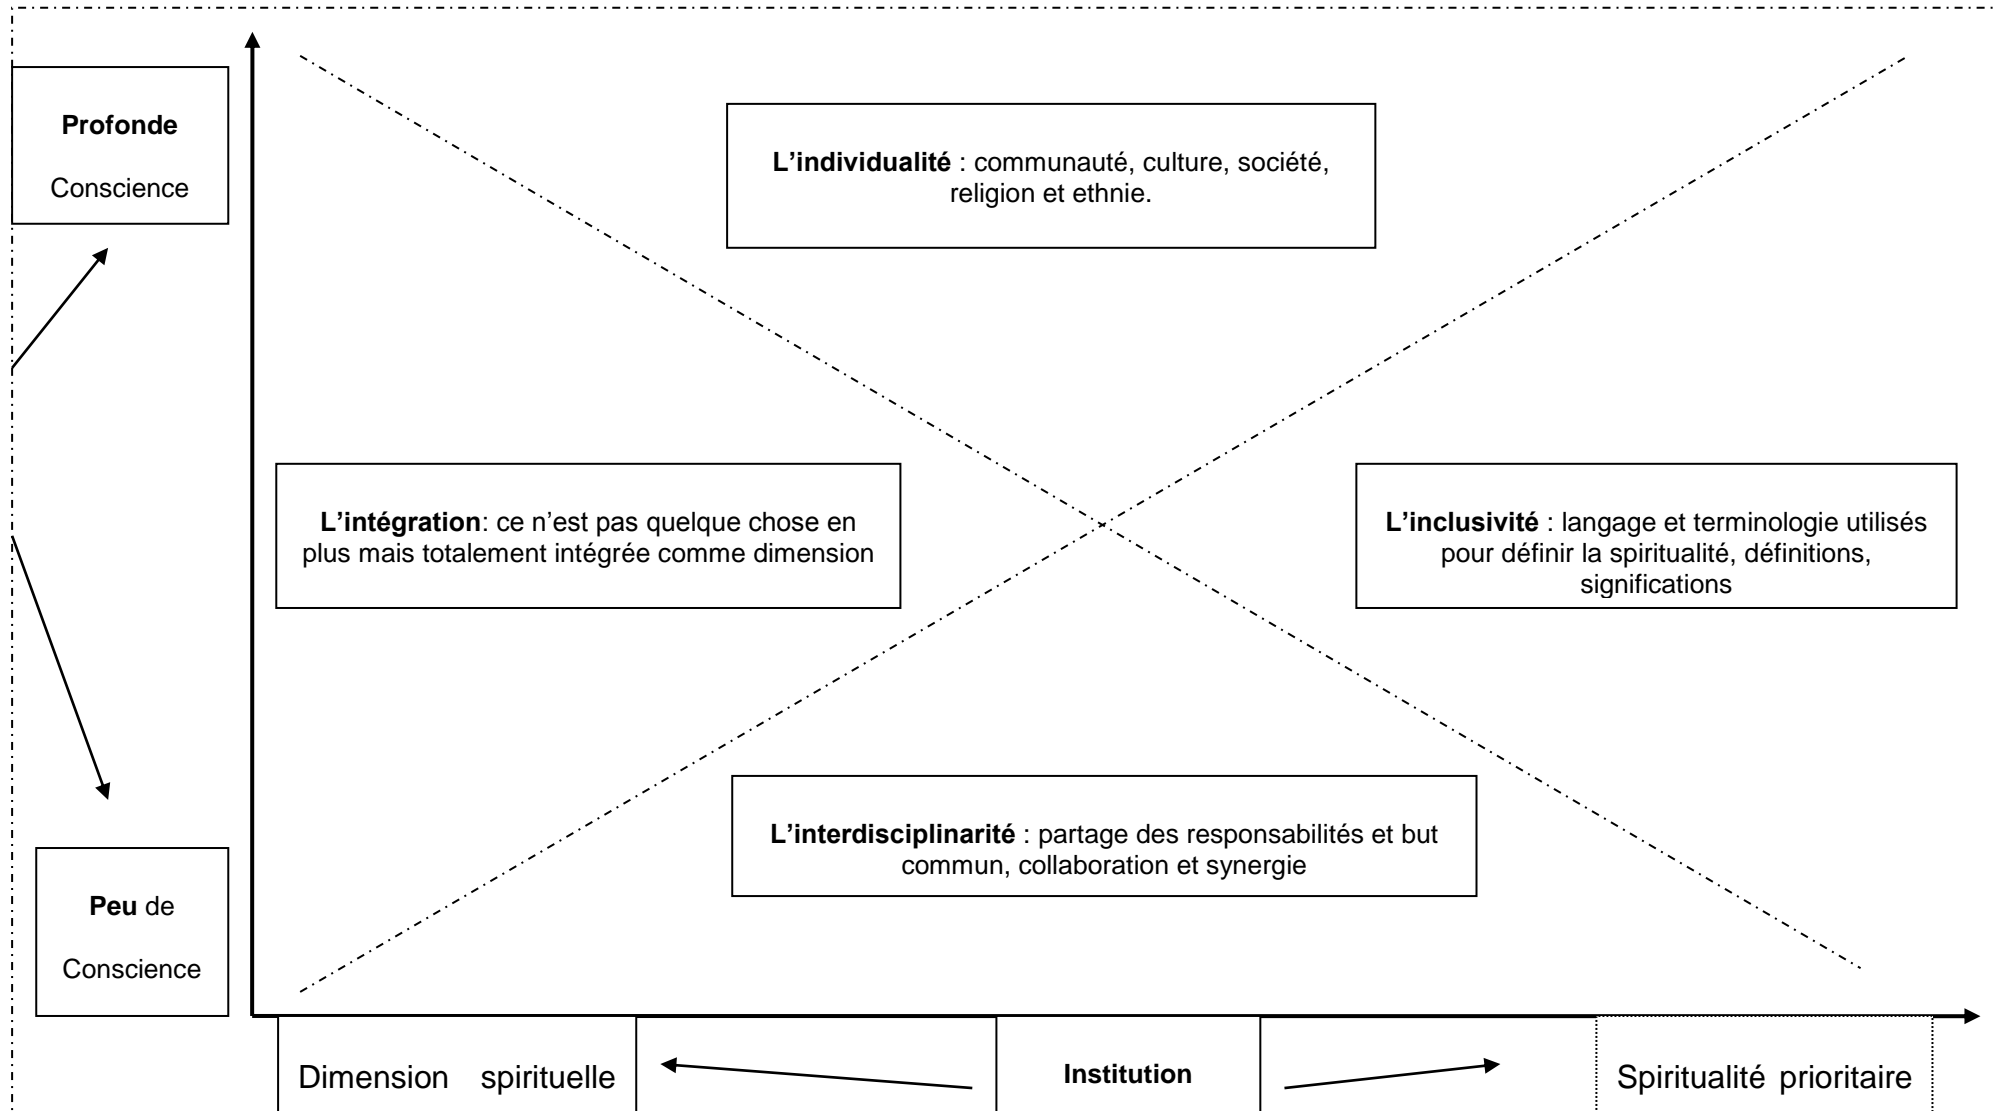 Profonde
Conscience
L’individualité : communauté, culture, société,
religion et ethnie.
L’intégration: ce n’est pas quelque chose en
plus mais totalement intégrée comme dimension
L’inclusivité : langage et terminologie utilisés
pour définir la spiritualité, définitions,
significations
L’interdisciplinarité : partage des responsabilités et but
commun, collaboration et synergie
Peu de
Conscience
Dimension spirituelle
Institution
Spiritualité prioritaire